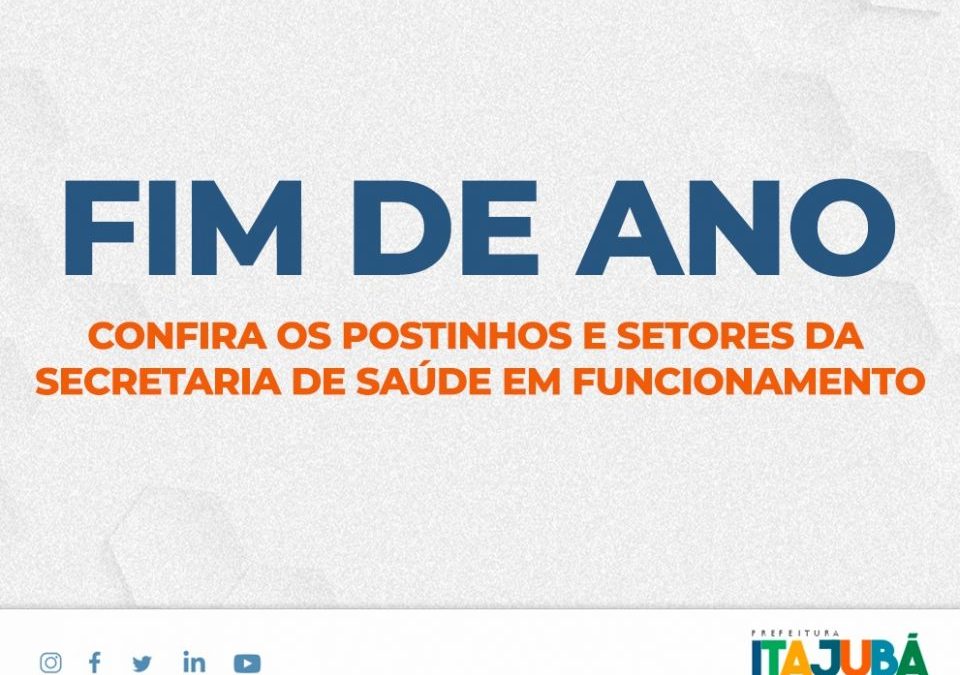 FIM DE ANO
CONFIRA OS POSTINHOS E SETORES DA
SECRETARIA DE SAÚDE EM FUNCIONAMENTO
PREFEITURA
ITAJUBÁ